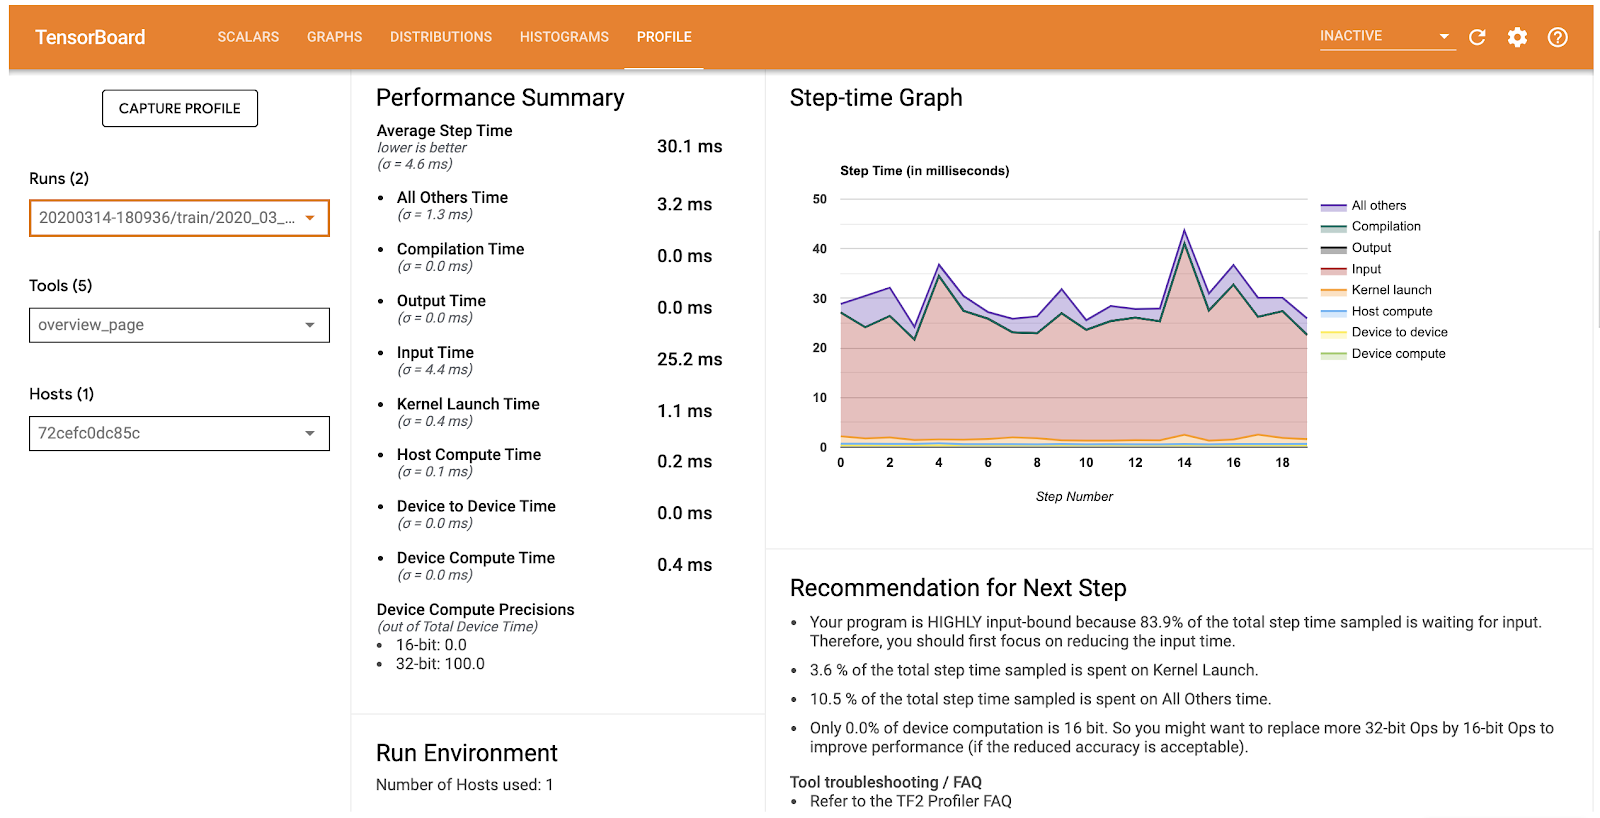 TensorBoard
SCALARS
GRAPHS
DISTRIBUTIONS
HISTOGRAMS
PROFILE
INACTIVE
CAPTURE PROFILE
Runs (2)
20200314-180936/train/2020_03_...
Tools (5)
overview_page
Hosts (1)
72cefc0dc85c
Performance Summary
Average Step Time
lower is better
(σ = 4.6 ms)
30.1 ms
• All Others Time
(σ = 1.3 ms)
3.2 ms
• Compilation Time
(σ = 0.0 ms)
0.0 ms
• Output Time
(σ = 0.0 ms)
0.0 ms
• Input Time
(σ = 4.4 ms)
25.2 ms
• Kernel Launch Time
(σ = 0.4 ms)
1.1 ms
• Host Compute Time
(σ = 0.1 ms)
0.2 ms
• Device to Device Time
(σ = 0.0 ms)
0.0 ms
• Device Compute Time
(σ = 0.0 ms)
0.4 ms
Device Compute Precisions
(out of Total Device Time)
• 16-bit: 0.0
• 32-bit: 100.0
Run Environment
Number of Hosts used: 1
Step-time Graph
Step Time (in milliseconds)
50
40
30
20
10
0
0 2 4 6 8 10 12 14 16 18
Step Number
All others
Compilation
Output
Input
Kernel launch
Host compute
Device to device
Device compute
Recommendation for Next Step
• Your program is HIGHLY input-bound because 83.9% of the total step time sampled is waiting for input.
Therefore, you should first focus on reducing the input time.
• 3.6 % of the total step time sampled is spent on Kernel Launch.
• 10.5 % of the total step time sampled is spent on All Others time.
• Only 0.0% of device computation is 16 bit. So you might want to replace more 32-bit Ops by 16-bit Ops to
improve performance (if the reduced accuracy is acceptable).
Tool troubleshooting / FAQ
• Refer to the TF2 Profiler FAQ